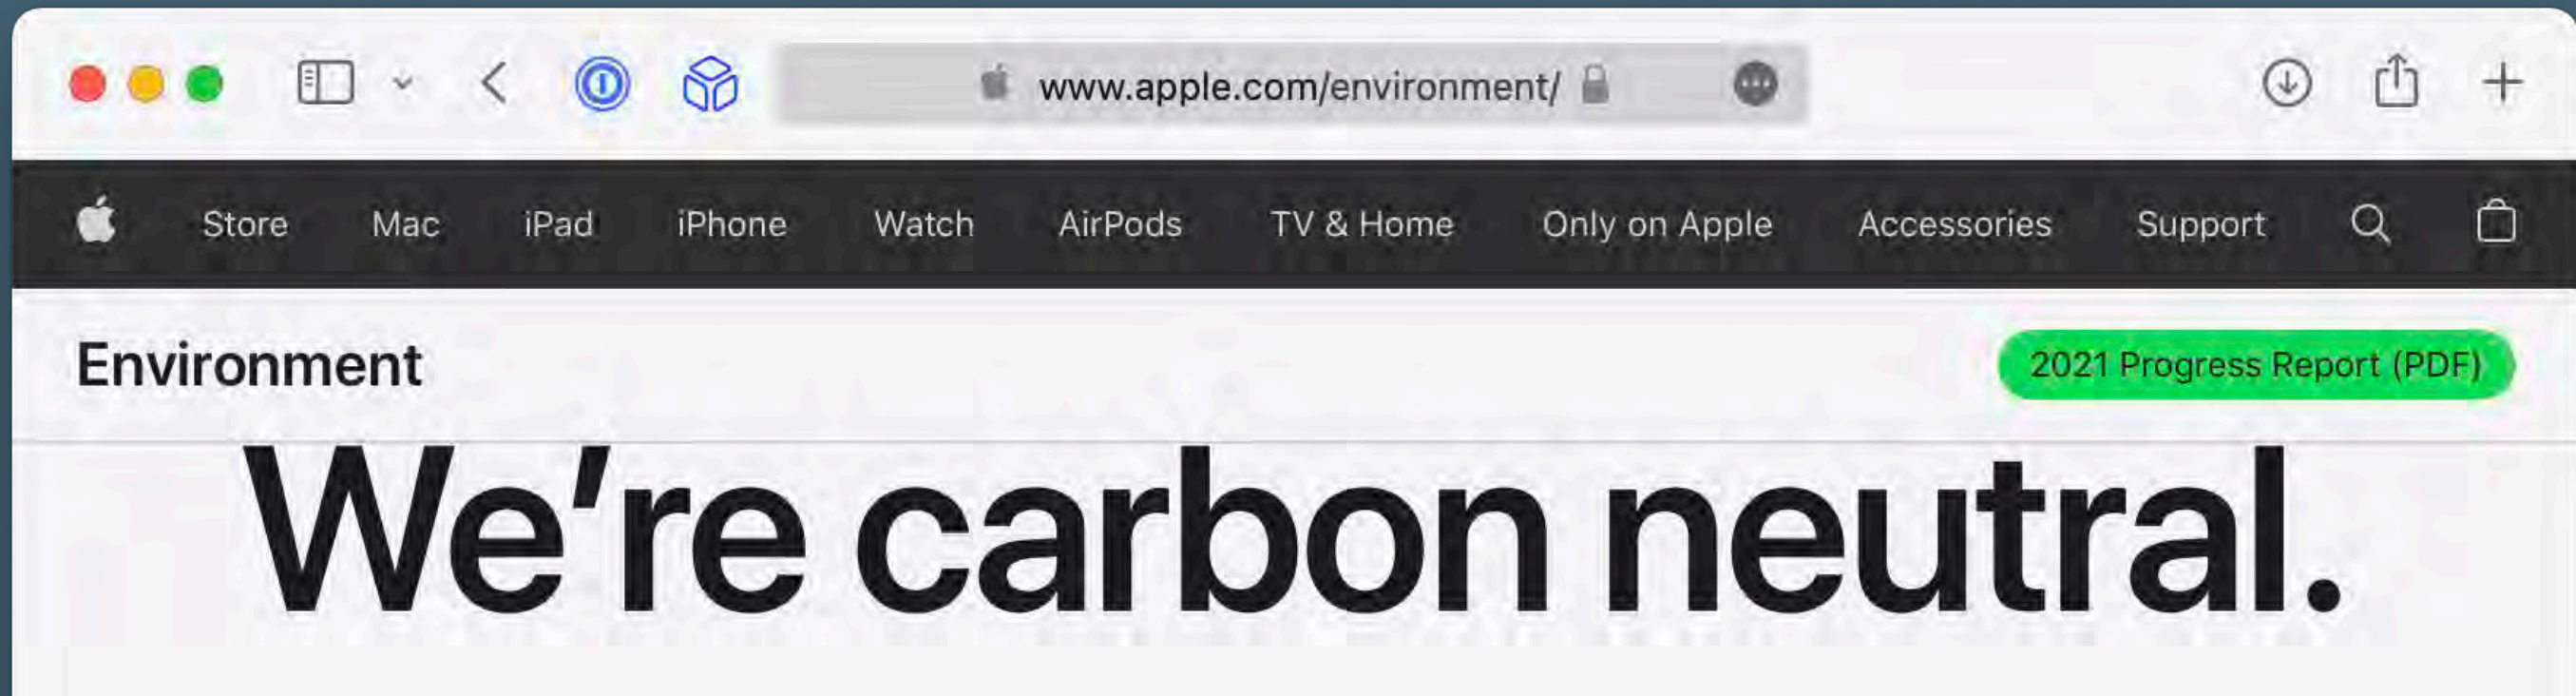 www.apple.com/environment/
Store Mac iPad iPhone Watch AirPods TV & Home Only on Apple Accessories Support
Environment 2021 Progress Report (PDF)
We're carbon neutral.